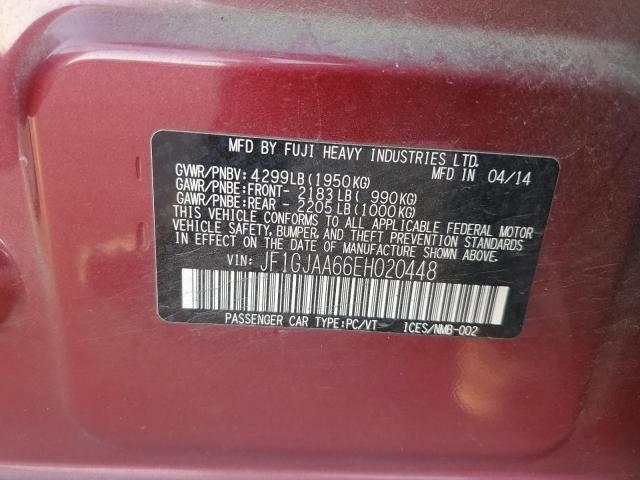 MFD BY FUJI HEAVY INDUSTRIES LTD.
MFD IN 04/14
GVWR/PNBV: 4299LB(1950KG)
GAWR/PNBE:FRONT- 2183LB( 990KG)
GAWR/PNBE:REAR - 2205LB(1000KG)
THIS VEHICLE CONFORMS TO ALL APPLICABLE FEDERAL MOTOR
VEHICLE SAFETY, BUMPER, AND THEFT PREVENTION STANDARDS
IN EFFECT ON THE DATE OF MANUFACTURE SHOWN ABOVE.
VIN: JF1GJAA66EH020448
PASSENGER CAR TYPE:PC/VT ICES/NMB-002